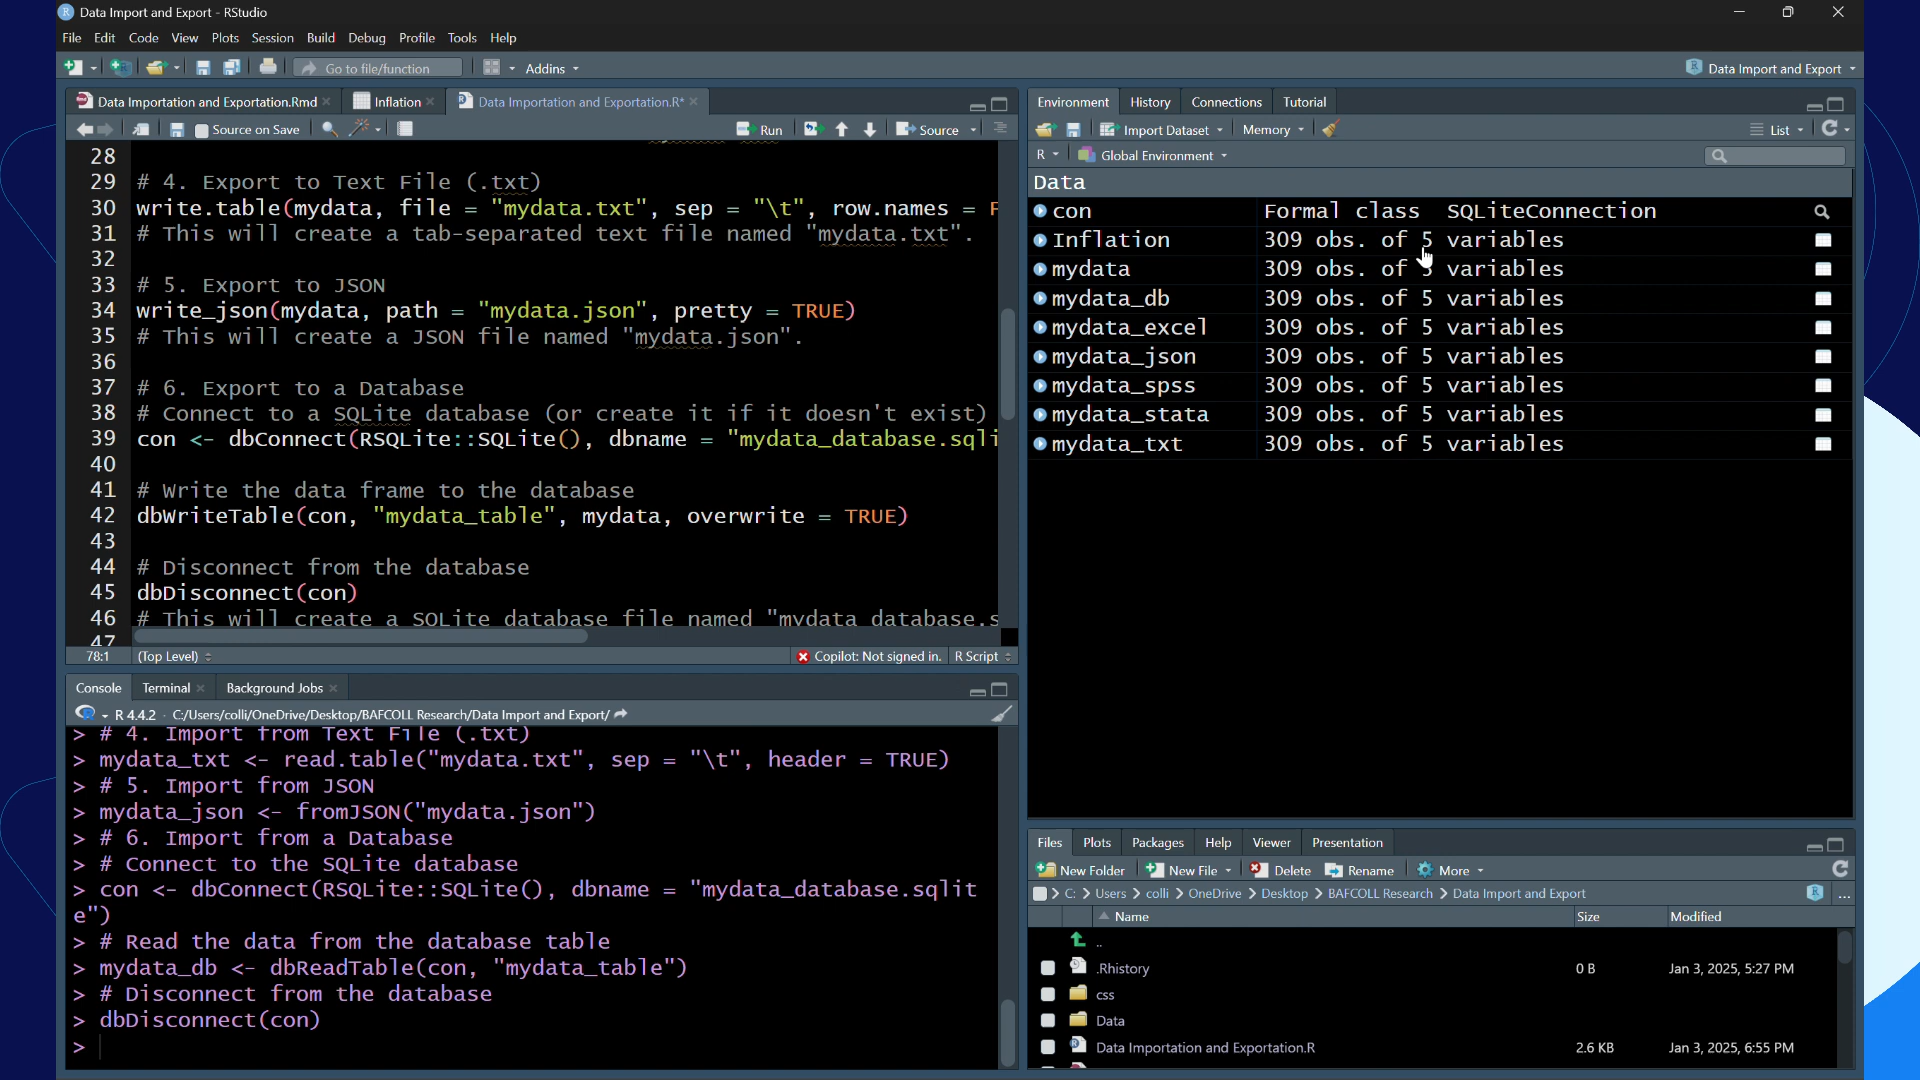 Data Import and Export - RStudio
File Edit Code View Plots Session Build Debug Profile Tools Help
Go to file/function Addins Data Import and Export
Data Importation and Exportation.Rmd Inflation Data Importation and Exportation.R*
Source on Save Run Source
28
29 # 4. Export to Text File (.txt)
30 write.table(mydata, file = "mydata.txt", sep = "\t", row.names = F
31 # This will create a tab-separated text file named "mydata.txt".
32
33 # 5. Export to JSON
34 write_json(mydata, path = "mydata.json", pretty = TRUE)
35 # This will create a JSON file named "mydata.json".
36
37 # 6. Export to a Database
38 # Connect to a SQLite database (or create it if it doesn't exist)
39 con <- dbConnect(RSQLite::SQLite(), dbname = "mydata_database.sqli
40
41 # Write the data frame to the database
42 dbWriteTable(con, "mydata_table", mydata, overwrite = TRUE)
43
44 # Disconnect from the database
45 dbDisconnect(con)
46 # This will create a SQLite database file named "mydata_database.s
47
78:1 (Top Level) Copilot: Not signed in. R Script
Console Terminal Background Jobs
R 4.4.2 · C:/Users/colli/OneDrive/Desktop/BAFCOLL Research/Data Import and Export/
> # 4. Import from Text File (.txt)
> mydata_txt <- read.table("mydata.txt", sep = "\t", header = TRUE)
> # 5. Import from JSON
> mydata_json <- fromJSON("mydata.json")
> # 6. Import from a Database
> # Connect to the SQLite database
> con <- dbConnect(RSQLite::SQLite(), dbname = "mydata_database.sqlit
e")
> # Read the data from the database table
> mydata_db <- dbReadTable(con, "mydata_table")
> # Disconnect from the database
> dbDisconnect(con)
>
Environment History Connections Tutorial
Import Dataset Memory List
R Global Environment
Data
con Formal class SQLiteConnection
Inflation 309 obs. of 5 variables
mydata 309 obs. of 5 variables
mydata_db 309 obs. of 5 variables
mydata_excel 309 obs. of 5 variables
mydata_json 309 obs. of 5 variables
mydata_spss 309 obs. of 5 variables
mydata_stata 309 obs. of 5 variables
mydata_txt 309 obs. of 5 variables
Files Plots Packages Help Viewer Presentation
New Folder New File Delete Rename More
C: > Users > colli > OneDrive > Desktop > BAFCOLL Research > Data Import and Export ...
Name Size Modified
..
.Rhistory 0 B Jan 3, 2025, 5:27 PM
css
Data
Data Importation and Exportation.R 2.6 KB Jan 3, 2025, 6:55 PM